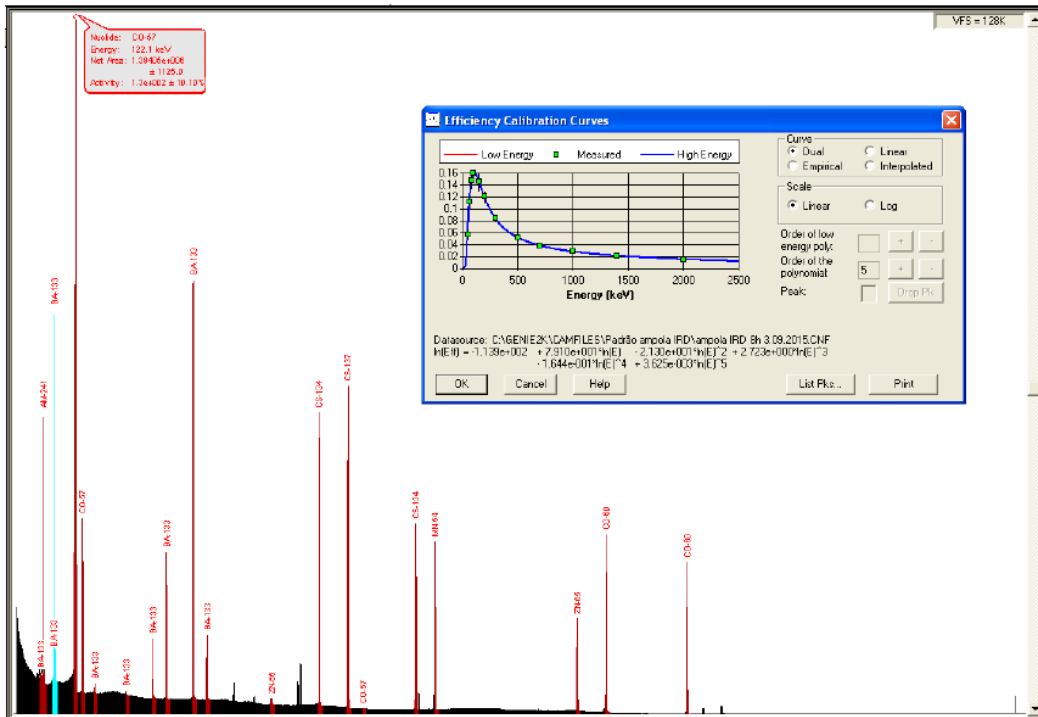 VFS = 128K
Nuclide: CO-57
Energy: 122.1 keV
Net Area: 1.39406e+006
± 1126.0
Activity: 1.3e+002 ± 10.10%
Efficiency Calibration Curves
Low Energy
Measured
High Energy
0.16
0.14
0.12
0.1
0.08
0.06
0.04
0.02
0
0
500
1000
1500
2000
2500
Energy (keV)
Curve
Dual
Linear
Empirical
Interpolated
Scale
Linear
Log
Order of low
energy poly:
+
-
Order of the
polynomial:
5
+
-
Peak:
Drop Pk
Datasource: C:\GENIE2K\CAMFILES\Padrão ampola IRD\ampola IRD 8h 3.09.2015.CNF
ln(Eff) = -1.139e+002 + 7.910e+001*ln(E) - 2.130e+001*ln(E)^2 + 2.723e+000*ln(E)^3
- 1.644e-001*ln(E)^4 + 3.625e-003*ln(E)^5
OK
Cancel
Help
List Pks...
Print
BA-133
AM-241
BA-133
BA-133
CO-57
BA-133
BA-133
BA-133
BA-133
BA-133
BA-133
ZN-65
CS-134
CS-137
CO-57
CS-134
MN-54
ZN-65
CO-60
CO-60